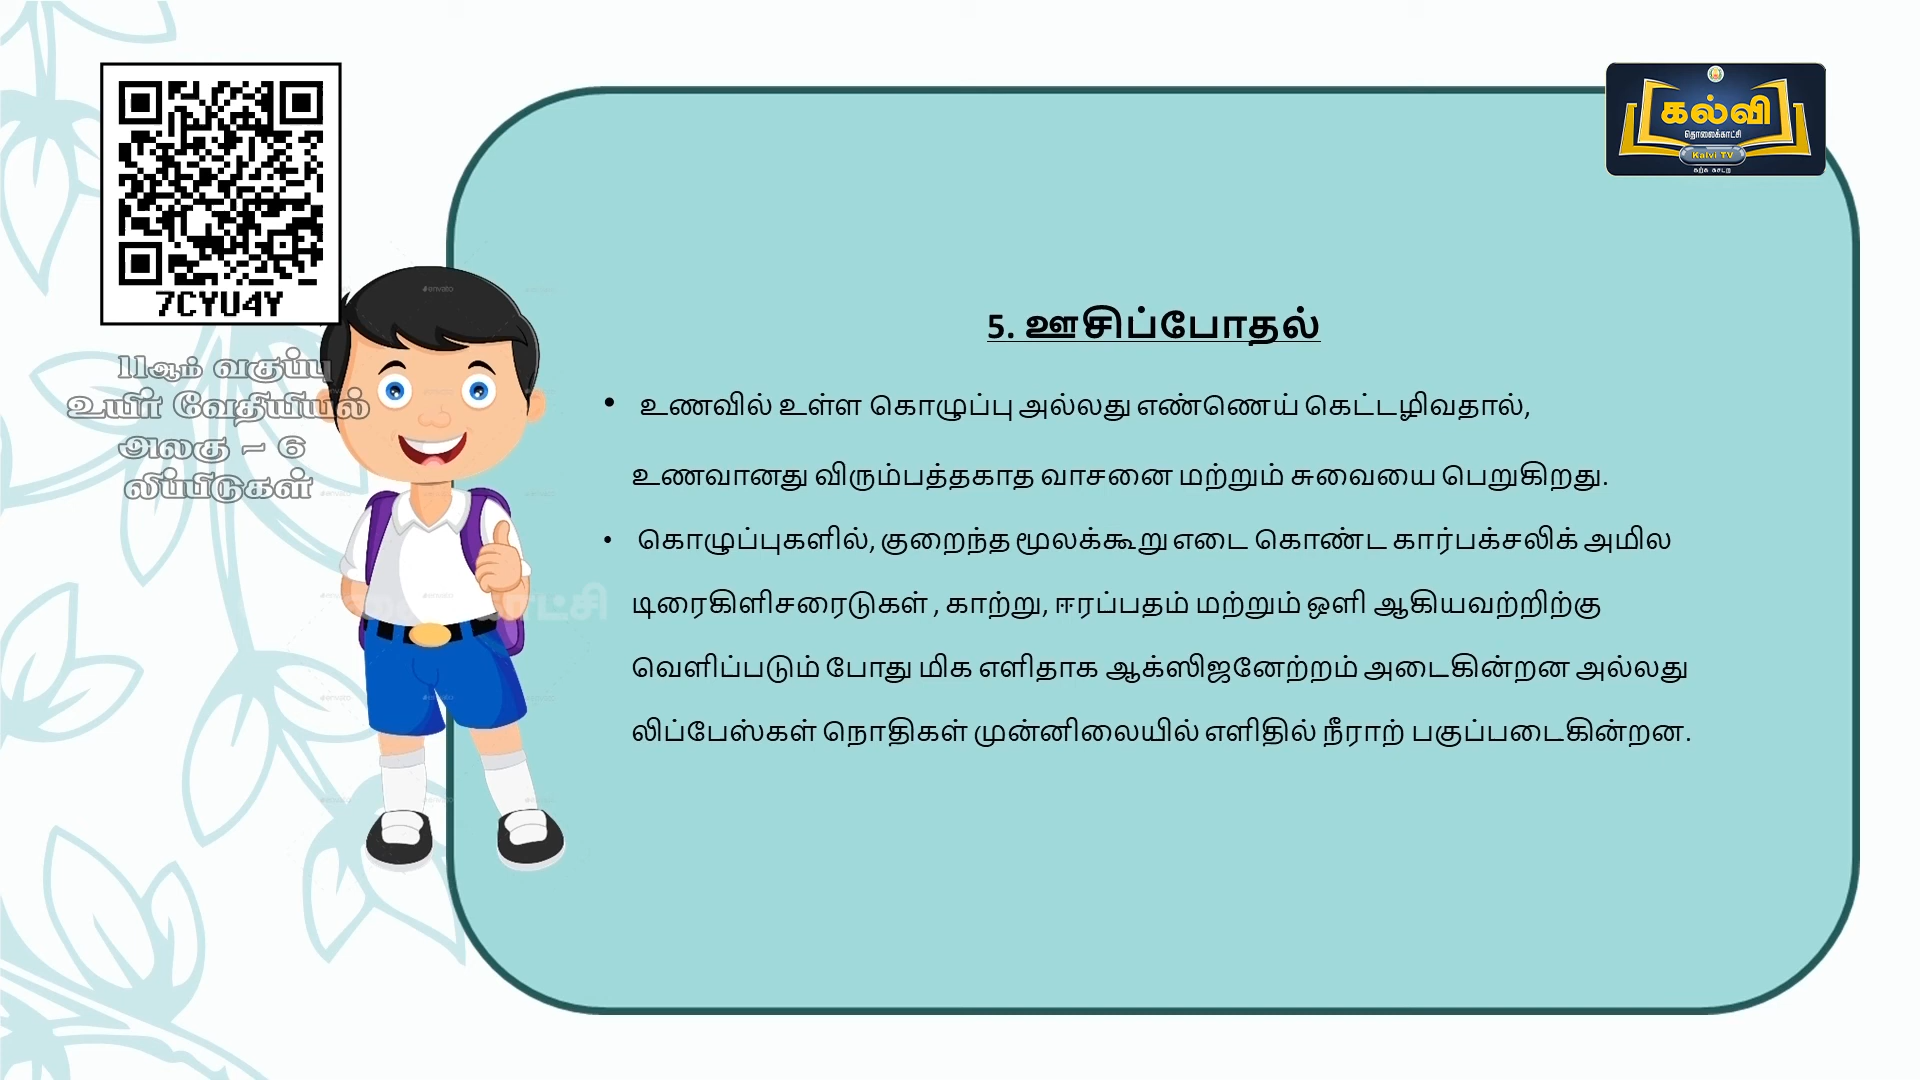 7CYU4Y
11ஆம் வகுப்பு
உயிர் வேதியியல்
அலகு – 6
லிப்பிடுகள்
கல்வி
தொலைக்காட்சி
Kalvi TV
கற்க கசடற
5. ஊசிப்போதல்
• உணவில் உள்ள கொழுப்பு அல்லது எண்ணெய் கெட்டழிவதால்,
உணவானது விரும்பத்தகாத வாசனை மற்றும் சுவையை பெறுகிறது.
• கொழுப்புகளில், குறைந்த மூலக்கூறு எடை கொண்ட கார்பக்சலிக் அமில
டிரைகிளிசரைடுகள் , காற்று, ஈரப்பதம் மற்றும் ஒளி ஆகியவற்றிற்கு
வெளிப்படும் போது மிக எளிதாக ஆக்ஸிஜனேற்றம் அடைகின்றன அல்லது
லிப்பேஸ்கள் நொதிகள் முன்னிலையில் எளிதில் நீராற் பகுப்படைகின்றன.